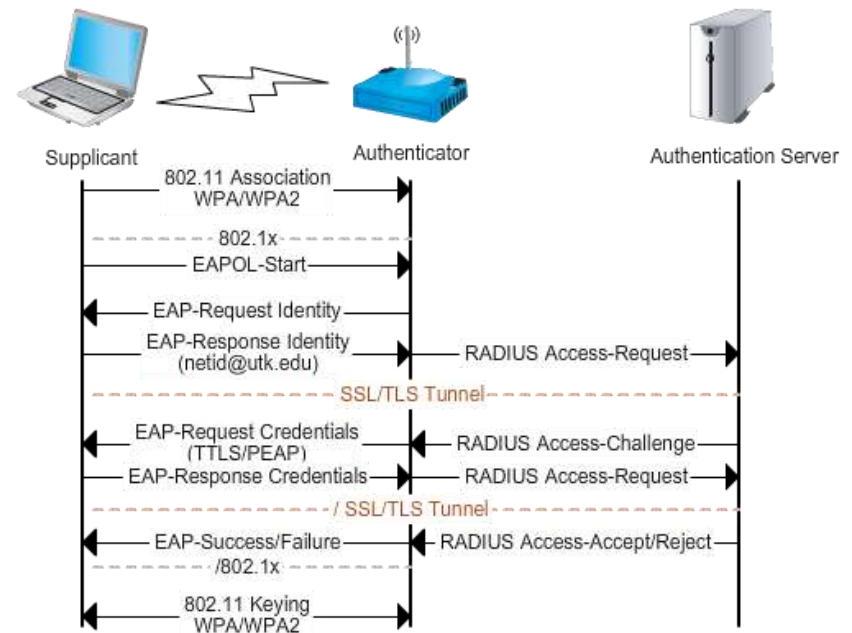 Supplicant
Authenticator
Authentication Server
802.11 Association
WPA/WPA2
802.1x
EAPOL-Start
EAP-Request Identity
EAP-Response Identity
(netid@utk.edu)
RADIUS Access-Request
SSL/TLS Tunnel
EAP-Request Credentials
(TTLS/PEAP)
RADIUS Access-Challenge
EAP-Response Credentials
RADIUS Access-Request
/ SSL/TLS Tunnel
EAP-Success/Failure
RADIUS Access-Accept/Reject
/802.1x
802.11 Keying
WPA/WPA2